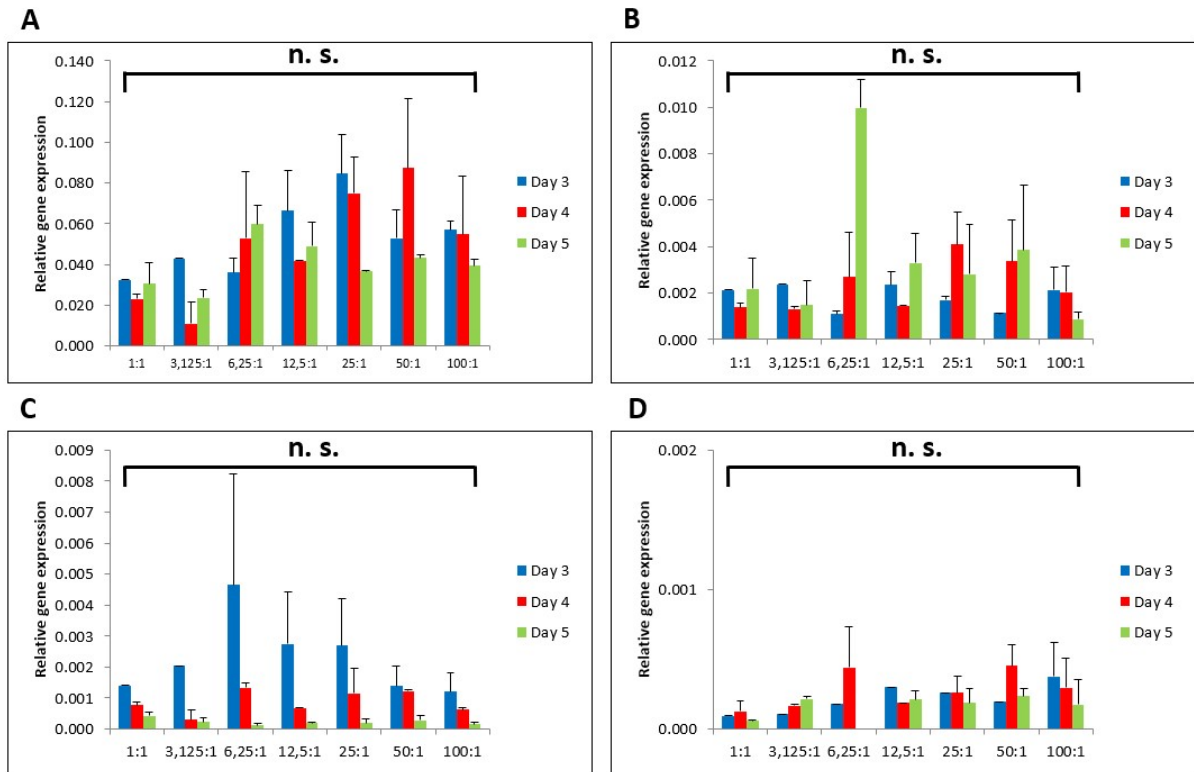 A
n. s.
Relative gene expression
0.140
0.120
0.100
0.080
0.060
0.040
0.020
0.000
1:1 3,125:1 6,25:1 12,5:1 25:1 50:1 100:1
Day 3
Day 4
Day 5
B
n. s.
Relative gene expression
0.012
0.010
0.008
0.006
0.004
0.002
0.000
1:1 3,125:1 6,25:1 12,5:1 25:1 50:1 100:1
Day 3
Day 4
Day 5
C
n. s.
Relative gene expression
0.009
0.008
0.007
0.006
0.005
0.004
0.003
0.002
0.001
0.000
1:1 3,125:1 6,25:1 12,5:1 25:1 50:1 100:1
Day 3
Day 4
Day 5
D
n. s.
Relative gene expression
0.002
0.001
0.000
1:1 3,125:1 6,25:1 12,5:1 25:1 50:1 100:1
Day 3
Day 4
Day 5